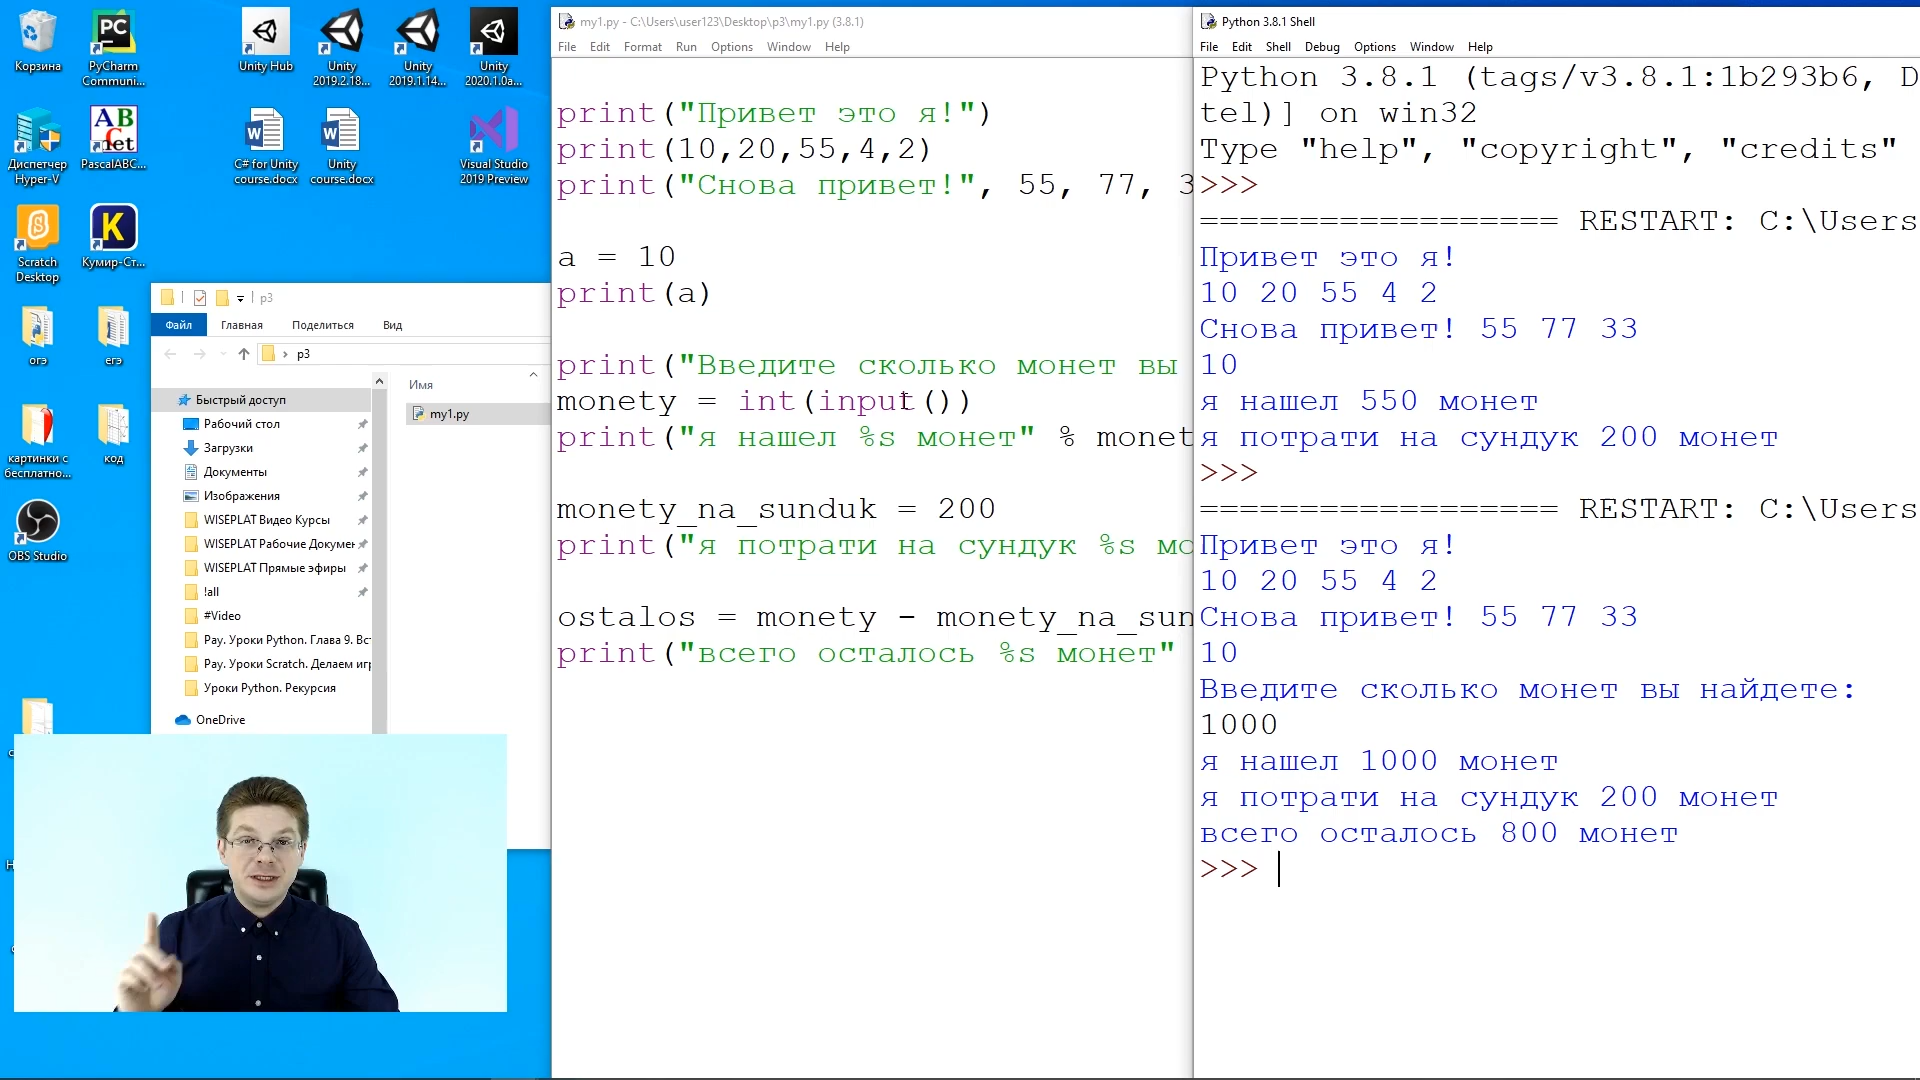 Корзина
PyCharm
Communi...
Unity Hub
Unity
2019.2.18...
Unity
2019.1.14...
Unity
2020.1.0a...
Диспетчер
Hyper-V
PascalABC...
C# for Unity
course.docx
Unity
course.docx
Visual Studio
2019 Preview
Scratch
Desktop
Кумир-Ст...
огэ
егэ
картинки с
бесплатно...
код
OBS Studio
p3
Файл
Главная
Поделиться
Вид
p3
Имя
my1.py
Быстрый доступ
Рабочий стол
Загрузки
Документы
Изображения
WISEPLAT Видео Курсы
WISEPLAT Рабочие Докумен
WISEPLAT Прямые эфиры
!all
#Video
Pay. Уроки Python. Глава 9. Вс
Pay. Уроки Scratch. Делаем иг
Уроки Python. Рекурсия
OneDrive
my1.py - C:\Users\user123\Desktop\p3\my1.py (3.8.1)
File Edit Format Run Options Window Help
print("Привет это я!")
print(10,20,55,4,2)
print("Снова привет!", 55, 77, 3
a = 10
print(a)
print("Введите сколько монет вы
monety = int(input())
print("я нашел %s монет" % monet
monety_na_sunduk = 200
print("я потрати на сундук %s мо
ostalos = monety - monety_na_sun
print("всего осталось %s монет"
Python 3.8.1 Shell
File Edit Shell Debug Options Window Help
Python 3.8.1 (tags/v3.8.1:1b293b6, D
tel)] on win32
Type "help", "copyright", "credits"
>>>
================== RESTART: C:\Users
Привет это я!
10 20 55 4 2
Снова привет! 55 77 33
10
я нашел 550 монет
я потрати на сундук 200 монет
>>>
================== RESTART: C:\Users
Привет это я!
10 20 55 4 2
Снова привет! 55 77 33
10
Введите сколько монет вы найдете:
1000
я нашел 1000 монет
я потрати на сундук 200 монет
всего осталось 800 монет
>>>